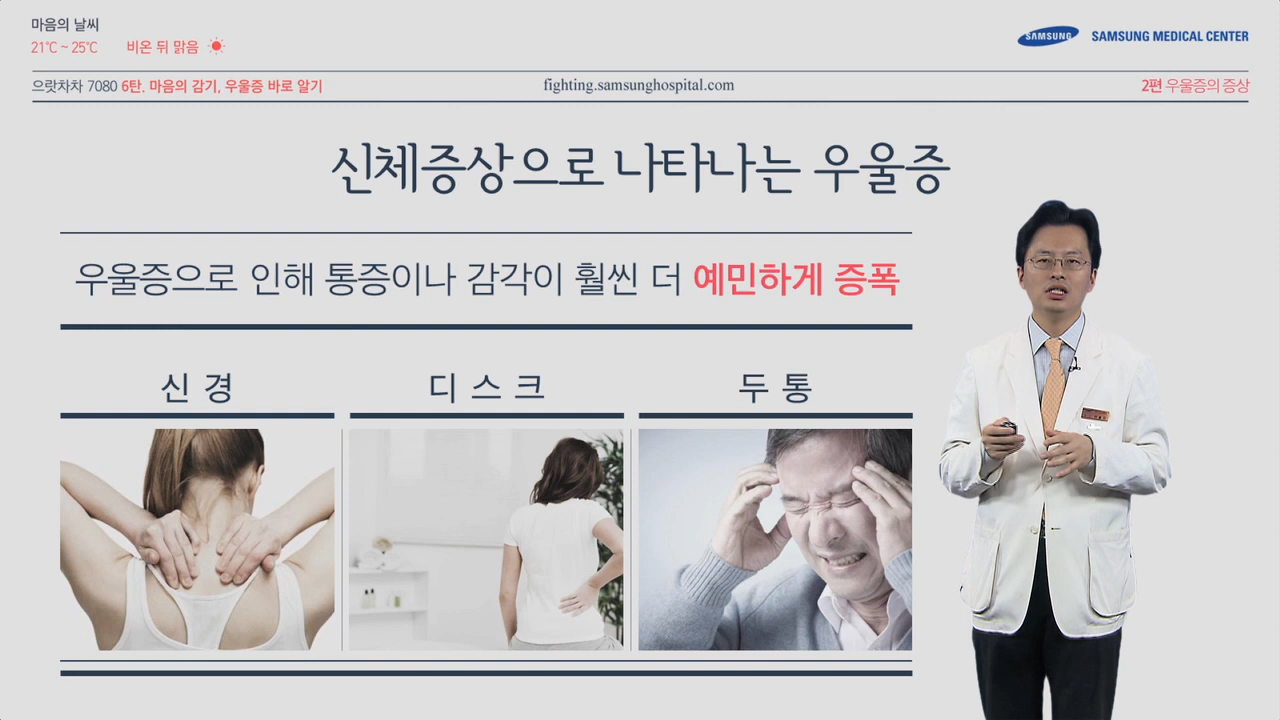 마음의 날씨
21℃ ~ 25℃ 비온 뒤 맑음
SAMSUNG SAMSUNG MEDICAL CENTER
으랏차차 7080 6탄. 마음의 감기, 우울증 바로 알기
fighting.samsunghospital.com
2편 우울증의 증상
신체증상으로 나타나는 우울증
우울증으로 인해 통증이나 감각이 훨씬 더 예민하게 증폭
신경
디스크
두통